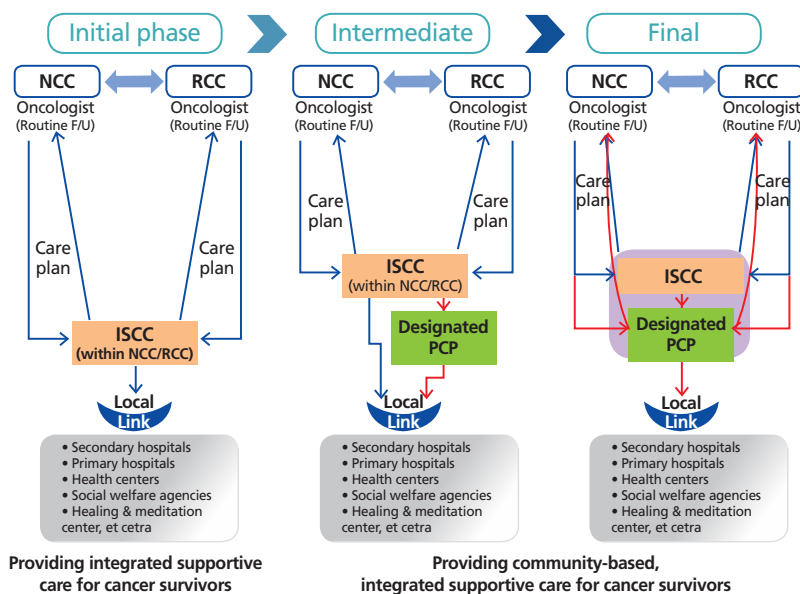 Initial phase
Intermediate
Final
NCC
RCC
Oncologist
(Routine F/U)
Oncologist
(Routine F/U)
Care
plan
Care
plan
ISCC
(within NCC/RCC)
Local
Link
• Secondary hospitals
• Primary hospitals
• Health centers
• Social welfare agencies
• Healing & meditation
center, et cetra
NCC
RCC
Oncologist
(Routine F/U)
Oncologist
(Routine F/U)
Care
plan
Care
plan
ISCC
(within NCC/RCC)
Designated
PCP
Local
Link
• Secondary hospitals
• Primary hospitals
• Health centers
• Social welfare agencies
• Healing & meditation
center, et cetra
NCC
RCC
Oncologist
(Routine F/U)
Oncologist
(Routine F/U)
Care
plan
Care
plan
ISCC
Designated
PCP
Local
Link
• Secondary hospitals
• Primary hospitals
• Health centers
• Social welfare agencies
• Healing & meditation
center, et cetra
Providing integrated supportive
care for cancer survivors
Providing community-based,
integrated supportive care for cancer survivors